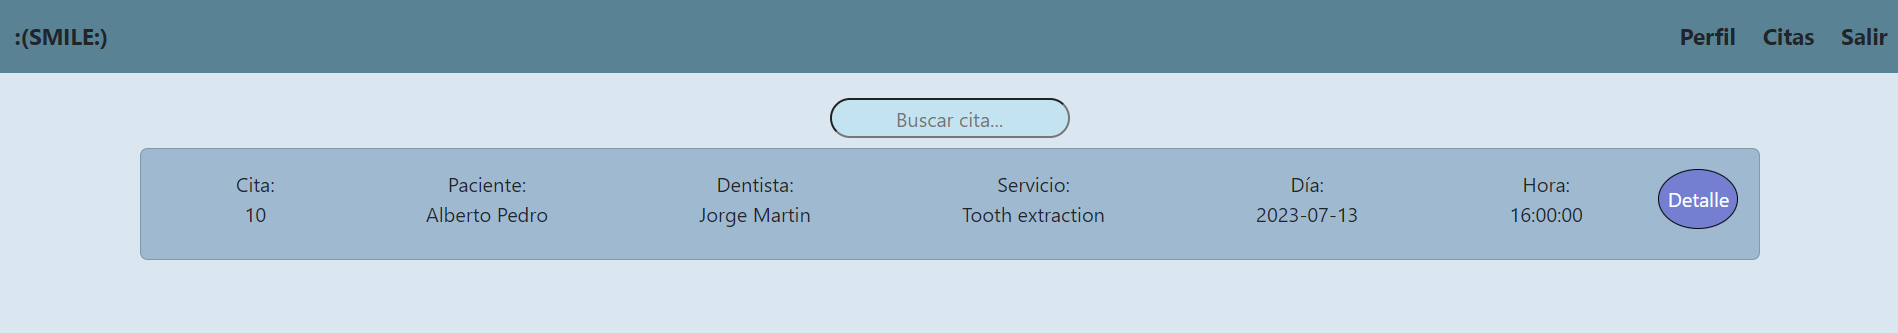 :(SMILE:)
Perfil Citas Salir
Buscar cita...
Cita: Paciente: Dentista: Servicio: Día: Hora:
10 Alberto Pedro Jorge Martin Tooth extraction 2023-07-13 16:00:00
Detalle